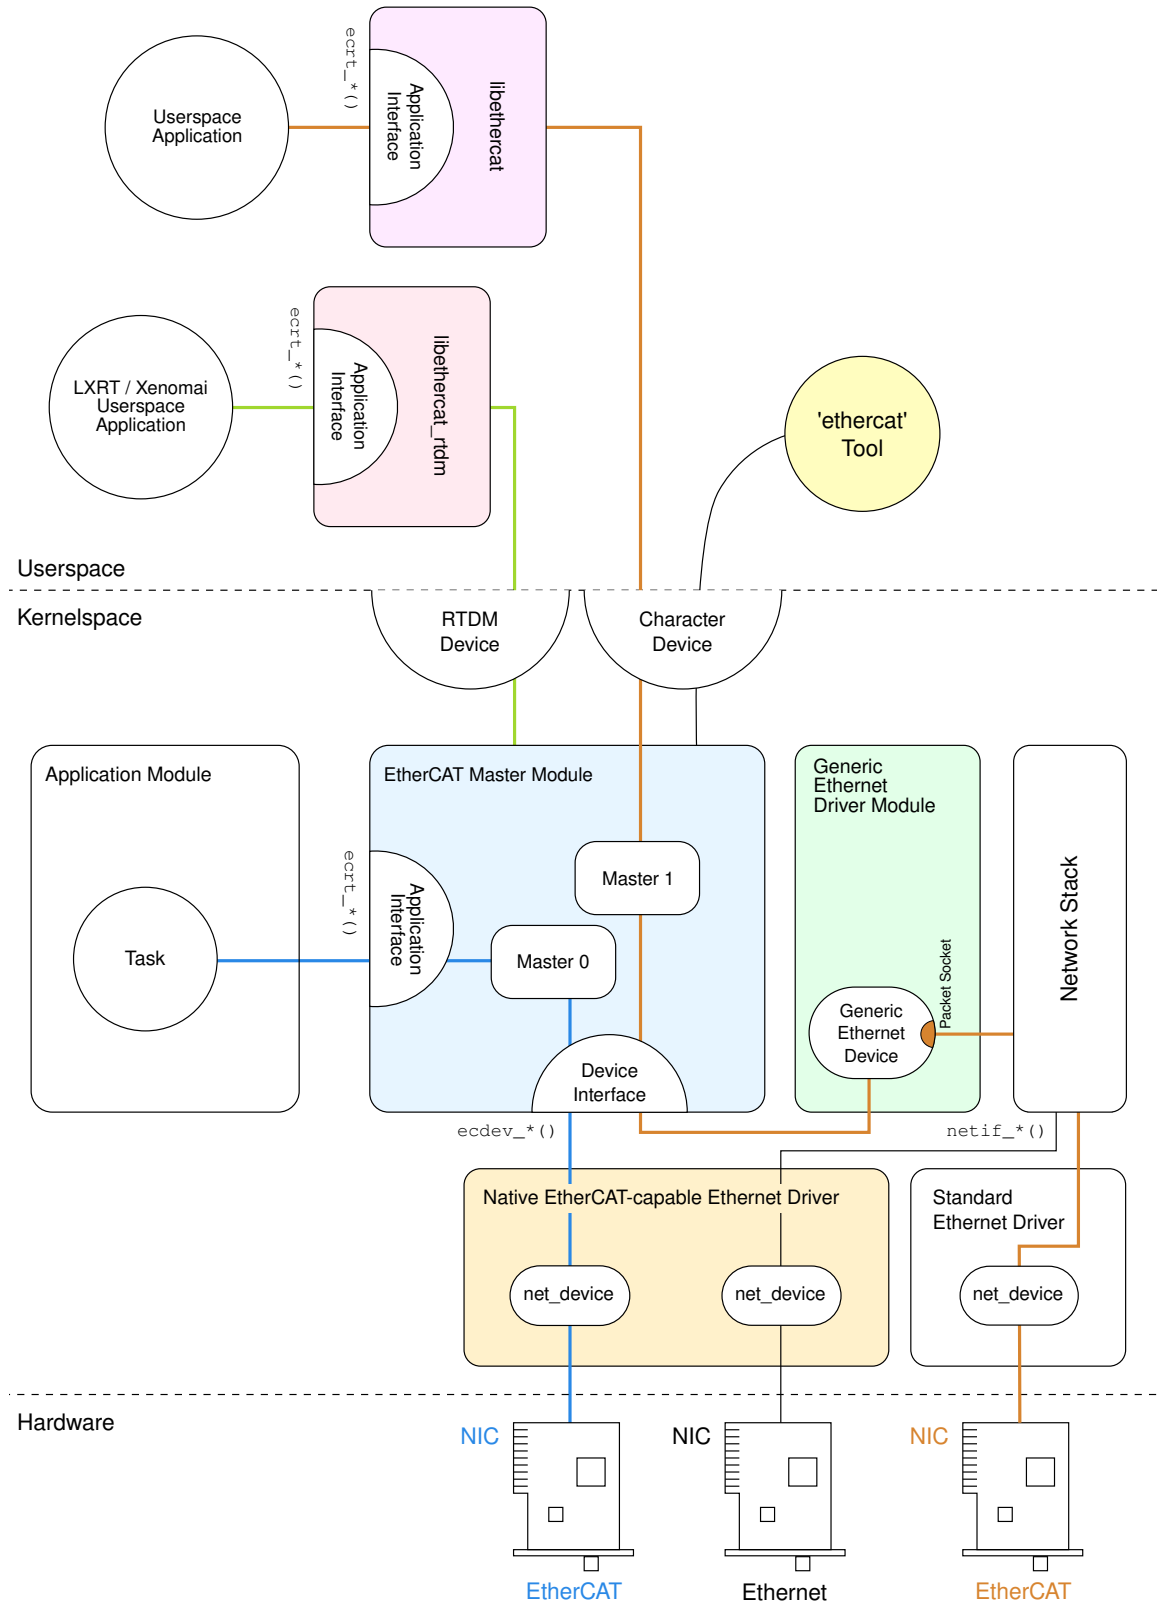 ecrt_*()
Application
Interface
libethercat
Userspace
Application
ecrt_*()
Application
Interface
libethercat_rtdm
LXRT / Xenomai
Userspace
Application
'ethercat'
Tool
Userspace
Kernelspace
RTDM
Device
Character
Device
Application Module
EtherCAT Master Module
Generic
Ethernet
Driver Module
Network Stack
ecrt_*()
Application
Interface
Master 1
Task
Master 0
Packet Socket
Generic
Ethernet
Device
Device
Interface
ecdev_*()
netif_*()
Native EtherCAT-capable Ethernet Driver
Standard
Ethernet Driver
net_device
net_device
net_device
Hardware
NIC
NIC
NIC
EtherCAT
Ethernet
EtherCAT